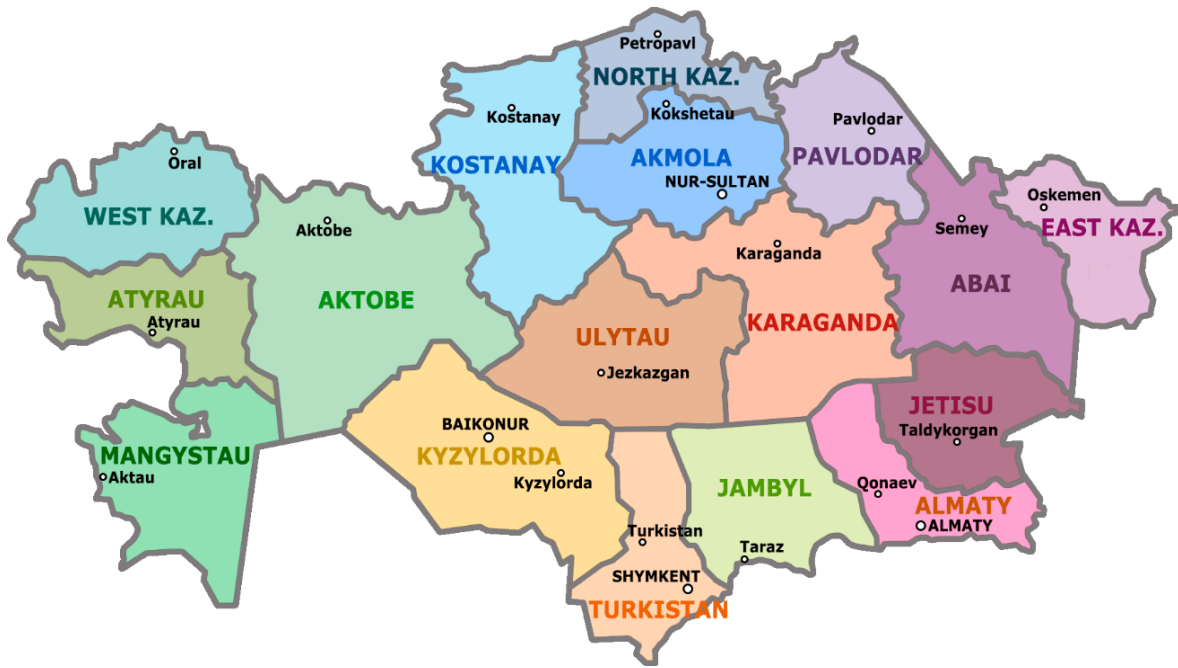 Petropavl
NORTH KAZ.
Kokshetau
Kostanay
KOSTANAY
AKMOLA
NUR-SULTAN
Pavlodar
PAVLODAR
Oral
WEST KAZ.
Aktobe
AKTOBE
ATYRAU
Atyrau
Karaganda
KARAGANDA
Semey
ABAI
Oskemen
EAST KAZ.
ULYTAU
Jezkazgan
JETISU
Taldykorgan
MANGYSTAU
Aktau
BAIKONUR
KYZYLORDA
Kyzylorda
JAMBYL
Taraz
Qonaev
ALMATY
ALMATY
Turkistan
SHYMKENT
TURKISTAN